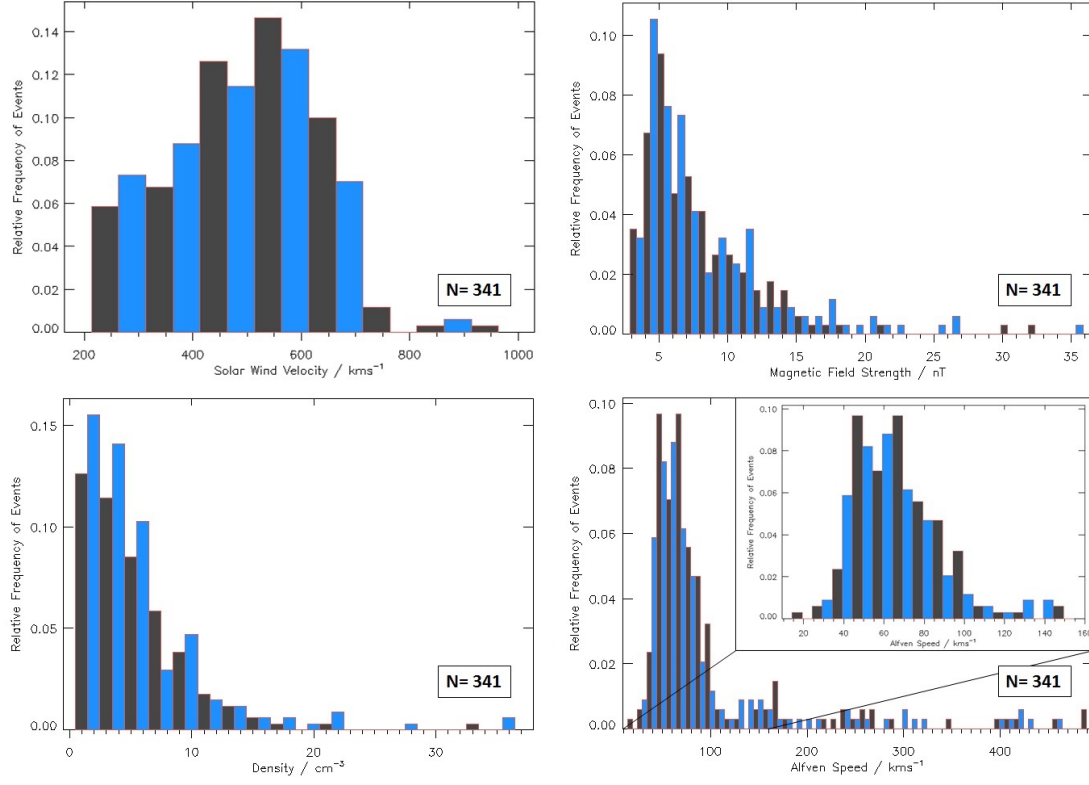 0.14
0.12
0.10
0.08
0.06
0.04
0.02
0.00
Relative Frequency of Events
N= 341
200 400 600 800 1000
Solar Wind Velocity / kms⁻¹
0.10
0.08
0.06
0.04
0.02
0.00
Relative Frequency of Events
N= 341
5 10 15 20 25 30 35
Magnetic Field Strength / nT
0.15
0.10
0.05
0.00
Relative Frequency of Events
N= 341
0 10 20 30
Density / cm⁻³
0.10
0.08
0.06
0.04
0.02
0.00
Relative Frequency of Events
0.10
0.08
0.06
0.04
0.02
0.00
Relative Frequency of Events
20 40 60 80 100 120 140 160
Alfven Speed / kms⁻¹
N= 341
100 200 300 400
Alfven Speed / kms⁻¹